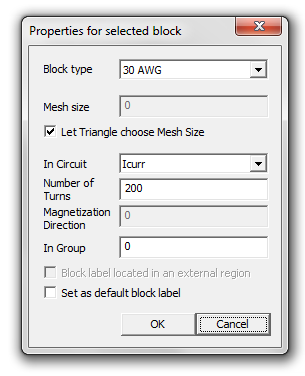 Properties for selected block
Block type
30 AWG
Mesh size
0
Let Triangle choose Mesh Size
In Circuit
Icurr
Number of
Turns
200
Magnetization
Direction
0
In Group
0
Block label located in an external region
Set as default block label
OK
Cancel